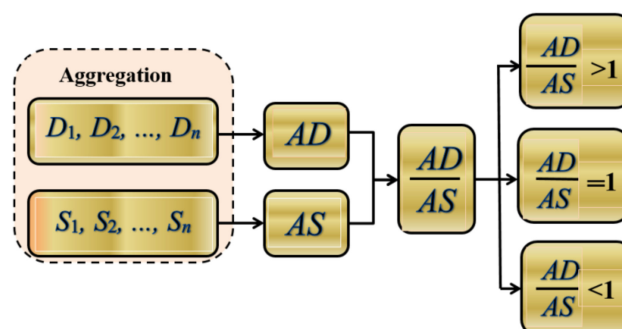 Aggregation
D₁, D₂, ..., Dₙ
S₁, S₂, ..., Sₙ
AD
AS
AD
AS
AD
AS >1
AD
AS =1
AD
AS <1